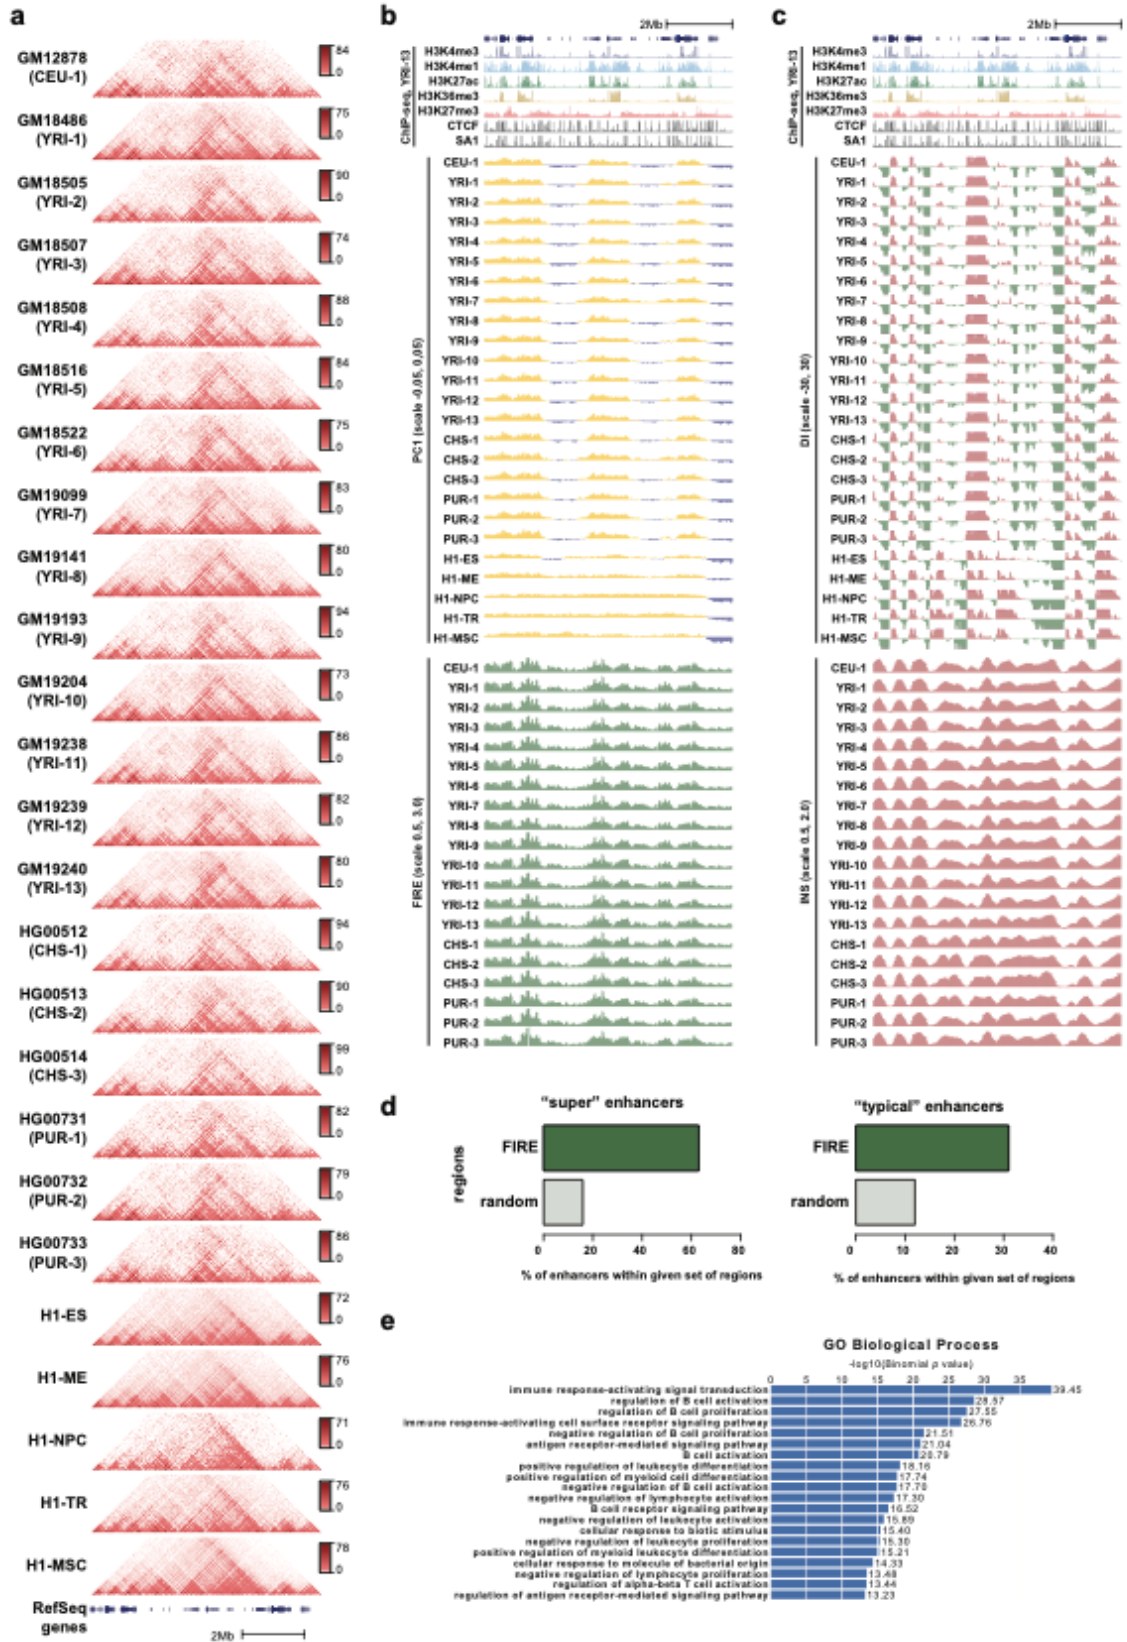 a
GM12878
(CEU-1)
84
0
GM18486
(YRI-1)
75
0
GM18505
(YRI-2)
90
0
GM18507
(YRI-3)
74
0
GM18508
(YRI-4)
88
0
GM18516
(YRI-5)
84
0
GM18522
(YRI-6)
75
0
GM19099
(YRI-7)
83
0
GM19141
(YRI-8)
80
0
GM19193
(YRI-9)
94
0
GM19204
(YRI-10)
73
0
GM19238
(YRI-11)
86
0
GM19239
(YRI-12)
82
0
GM19240
(YRI-13)
80
0
HG00512
(CHS-1)
94
0
HG00513
(CHS-2)
90
0
HG00514
(CHS-3)
99
0
HG00731
(PUR-1)
82
0
HG00732
(PUR-2)
79
0
HG00733
(PUR-3)
86
0
H1-ES
72
0
H1-ME
76
0
H1-NPC
71
0
H1-TR
76
0
H1-MSC
78
0
RefSeq
genes
2Mb
b
2Mb
ChIP-seq, YRI-13
H3K4me3
H3K4me1
H3K27ac
H3K36me3
H3K27me3
CTCF
SA1
PC1 (scale -0.05, 0.05)
CEU-1
YRI-1
YRI-2
YRI-3
YRI-4
YRI-5
YRI-6
YRI-7
YRI-8
YRI-9
YRI-10
YRI-11
YRI-12
YRI-13
CHS-1
CHS-2
CHS-3
PUR-1
PUR-2
PUR-3
H1-ES
H1-ME
H1-NPC
H1-TR
H1-MSC
FIRE (scale 0.5, 3.0)
CEU-1
YRI-1
YRI-2
YRI-3
YRI-4
YRI-5
YRI-6
YRI-7
YRI-8
YRI-9
YRI-10
YRI-11
YRI-12
YRI-13
CHS-1
CHS-2
CHS-3
PUR-1
PUR-2
PUR-3
c
2Mb
ChIP-seq, YRI-13
H3K4me3
H3K4me1
H3K27ac
H3K36me3
H3K27me3
CTCF
SA1
DI (scale -30, 30)
CEU-1
YRI-1
YRI-2
YRI-3
YRI-4
YRI-5
YRI-6
YRI-7
YRI-8
YRI-9
YRI-10
YRI-11
YRI-12
YRI-13
CHS-1
CHS-2
CHS-3
PUR-1
PUR-2
PUR-3
H1-ES
H1-ME
H1-NPC
H1-TR
H1-MSC
INS (scale 0.5, 2.0)
CEU-1
YRI-1
YRI-2
YRI-3
YRI-4
YRI-5
YRI-6
YRI-7
YRI-8
YRI-9
YRI-10
YRI-11
YRI-12
YRI-13
CHS-1
CHS-2
CHS-3
PUR-1
PUR-2
PUR-3
d
"super" enhancers
regions
FIRE
random
0 20 40 60 80
% of enhancers within given set of regions
"typical" enhancers
FIRE
random
0 10 20 30 40
% of enhancers within given set of regions
e
GO Biological Process
-log10(Binomial p value)
0 5 10 15 20 25 30 35
immune response-activating signal transduction 39.45
regulation of B cell activation 28.57
regulation of B cell proliferation 27.55
immune response-activating cell surface receptor signaling pathway 26.76
negative regulation of B cell proliferation 21.51
antigen receptor-mediated signaling pathway 21.04
B cell activation 20.79
positive regulation of leukocyte differentiation 18.16
positive regulation of myeloid cell differentiation 17.74
negative regulation of B cell activation 17.70
negative regulation of lymphocyte activation 17.30
B cell receptor signaling pathway 16.52
negative regulation of leukocyte activation 15.89
cellular response to biotic stimulus 15.40
negative regulation of leukocyte proliferation 15.30
positive regulation of myeloid leukocyte differentiation 15.21
cellular response to molecule of bacterial origin 14.33
negative regulation of lymphocyte proliferation 13.48
regulation of alpha-beta T cell activation 13.44
regulation of antigen receptor-mediated signaling pathway 13.23